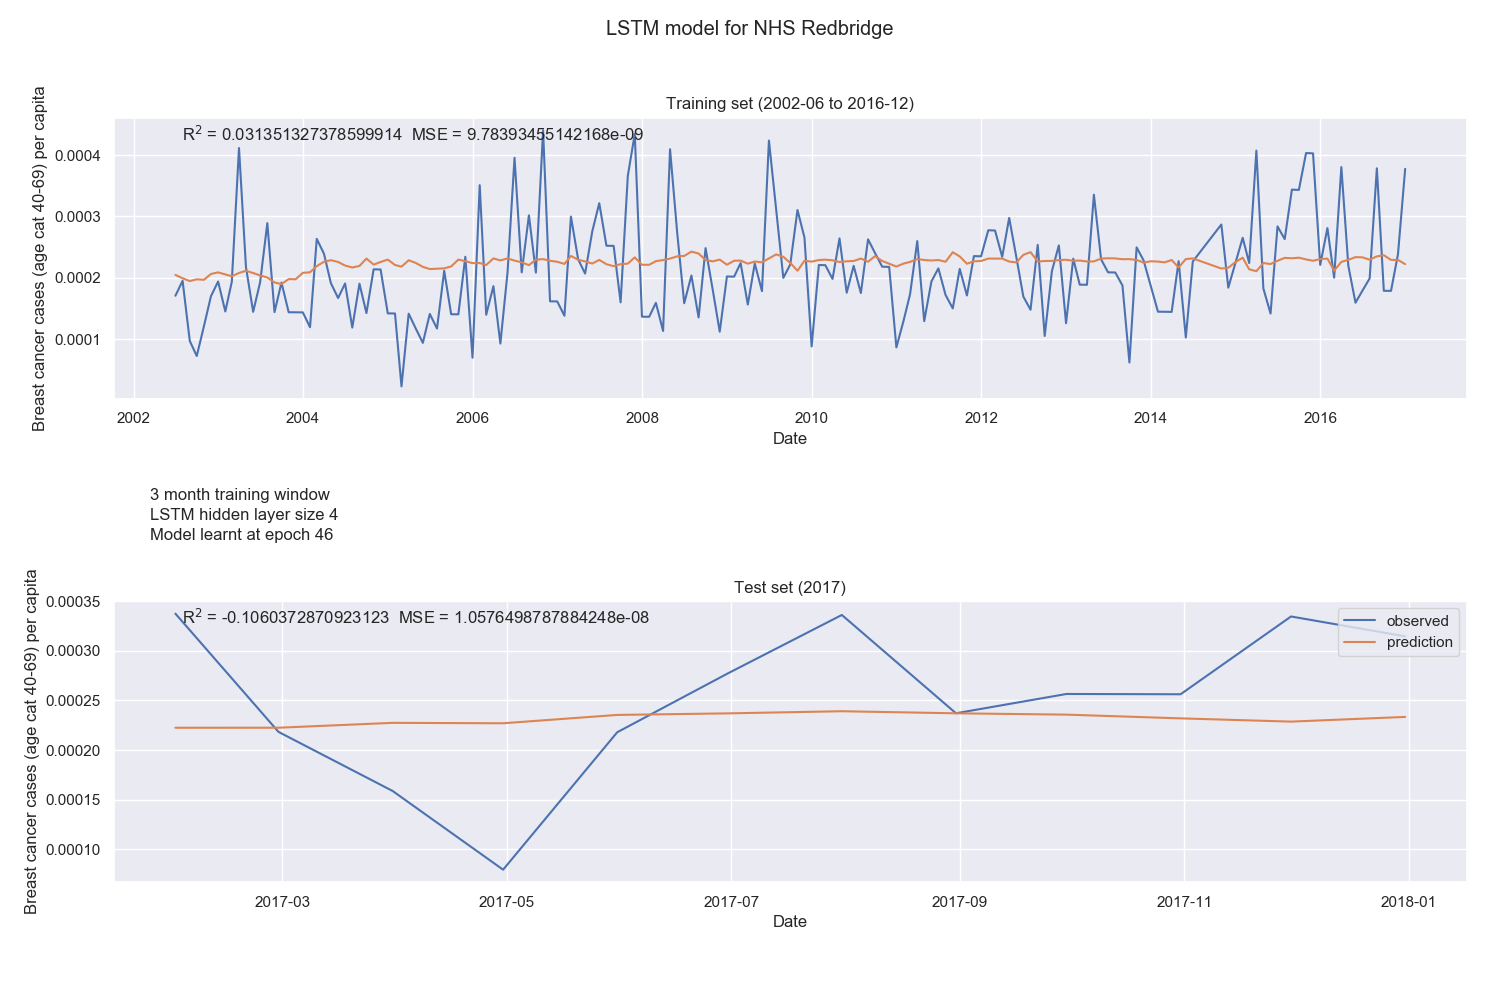 LSTM model for NHS Redbridge
Training set (2002-06 to 2016-12)
R² = 0.031351327378599914 MSE = 9.78393455142168e-09
Breast cancer cases (age cat 40-69) per capita
0.0004
0.0003
0.0002
0.0001
2002 2004 2006 2008 2010 2012 2014 2016
Date
3 month training window
LSTM hidden layer size 4
Model learnt at epoch 46
Test set (2017)
R² = -0.1060372870923123 MSE = 1.0576498787884248e-08
observed
prediction
Breast cancer cases (age cat 40-69) per capita
0.00035
0.00030
0.00025
0.00020
0.00015
0.00010
2017-03 2017-05 2017-07 2017-09 2017-11 2018-01
Date